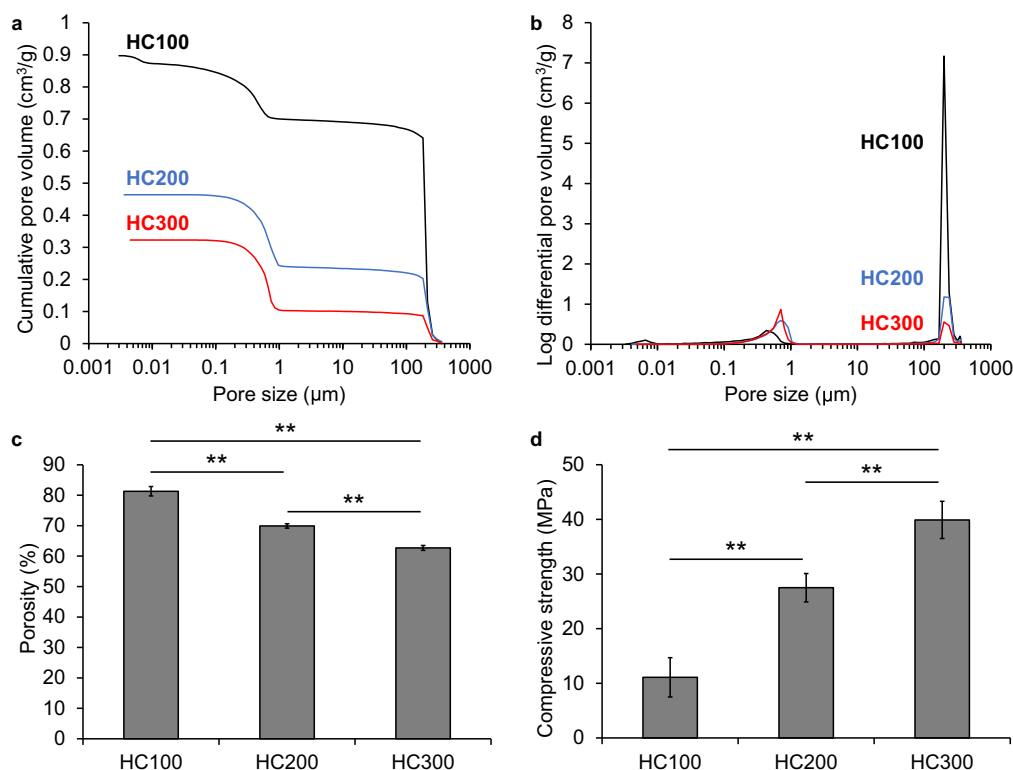 a
Cumulative pore volume (cm³/g)
1
0.9
0.8
0.7
0.6
0.5
0.4
0.3
0.2
0.1
0
HC100
HC200
HC300
0.001 0.01 0.1 1 10 100 1000
Pore size (µm)
b
Log differential pore volume (cm³/g)
8
7
6
5
4
3
2
1
0
HC100
HC200
HC300
0.001 0.01 0.1 1 10 100 1000
Pore size (µm)
c
Porosity (%)
90
80
70
60
50
40
30
20
10
0
**
**
**
HC100 HC200 HC300
d
Compressive strength (MPa)
50
40
30
20
10
0
**
**
**
HC100 HC200 HC300